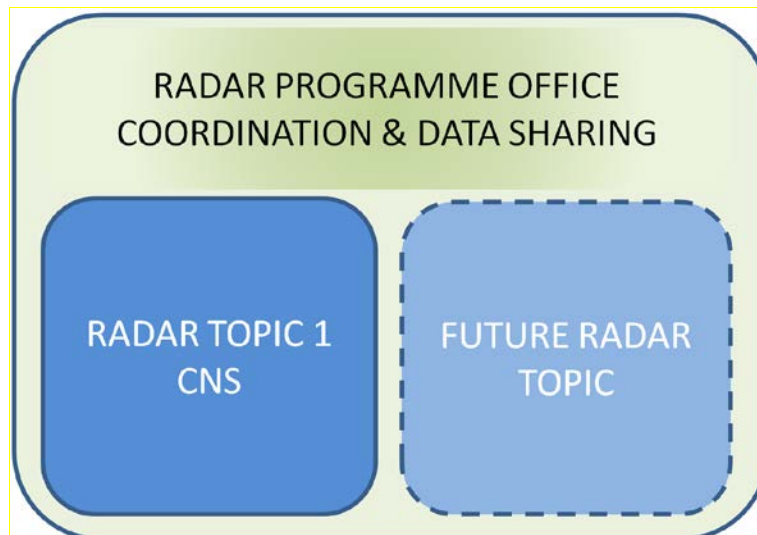 RADAR PROGRAMME OFFICE
COORDINATION & DATA SHARING
RADAR TOPIC 1
CNS
FUTURE RADAR
TOPIC